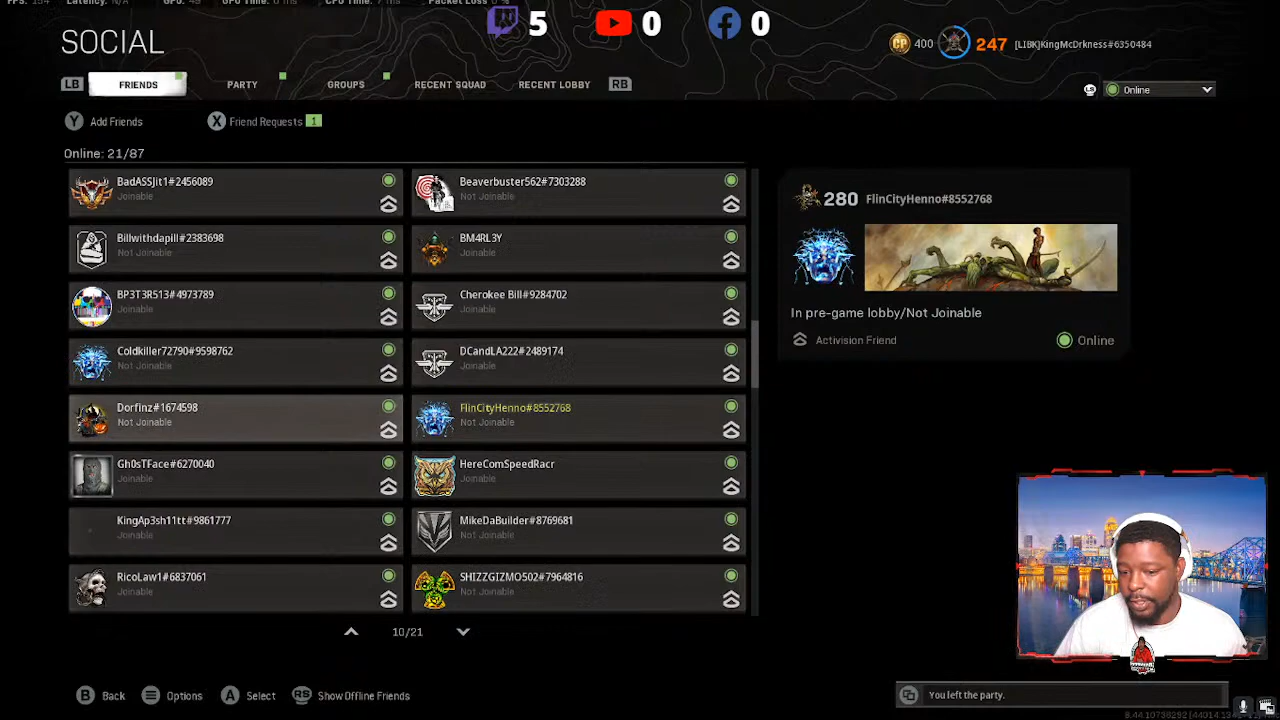 SOCIAL
5 0 0
CP 400 247 [LIBK]KingMcDrkness#6350484
LB FRIENDS PARTY GROUPS RECENT SQUAD RECENT LOBBY RB
LS Online
Y Add Friends X Friend Requests 1
Online: 21/87
BadASSJit1#2456089
Joinable
Beaverbuster562#7303288
Not Joinable
Billwithdapill#2383698
Not Joinable
BM4RL3Y
Joinable
BP3T3R513#4973789
Joinable
Cherokee Bill#9284702
Joinable
Coldkiller72790#9598762
Not Joinable
DCandLA222#2489174
Joinable
Dorfinz#1674598
Not Joinable
FlinCityHenno#8552768
Not Joinable
Gh0sTFace#6270040
Joinable
HereComSpeedRacr
Joinable
KingAp3sh11tt#9861777
Joinable
MikeDaBuilder#8769681
Not Joinable
RicoLaw1#6837061
Joinable
SHIZZGIZMO502#7964816
Not Joinable
10/21
280 FlinCityHenno#8552768
In pre-game lobby/Not Joinable
Activision Friend Online
B Back Options A Select RB Show Offline Friends
You left the party.